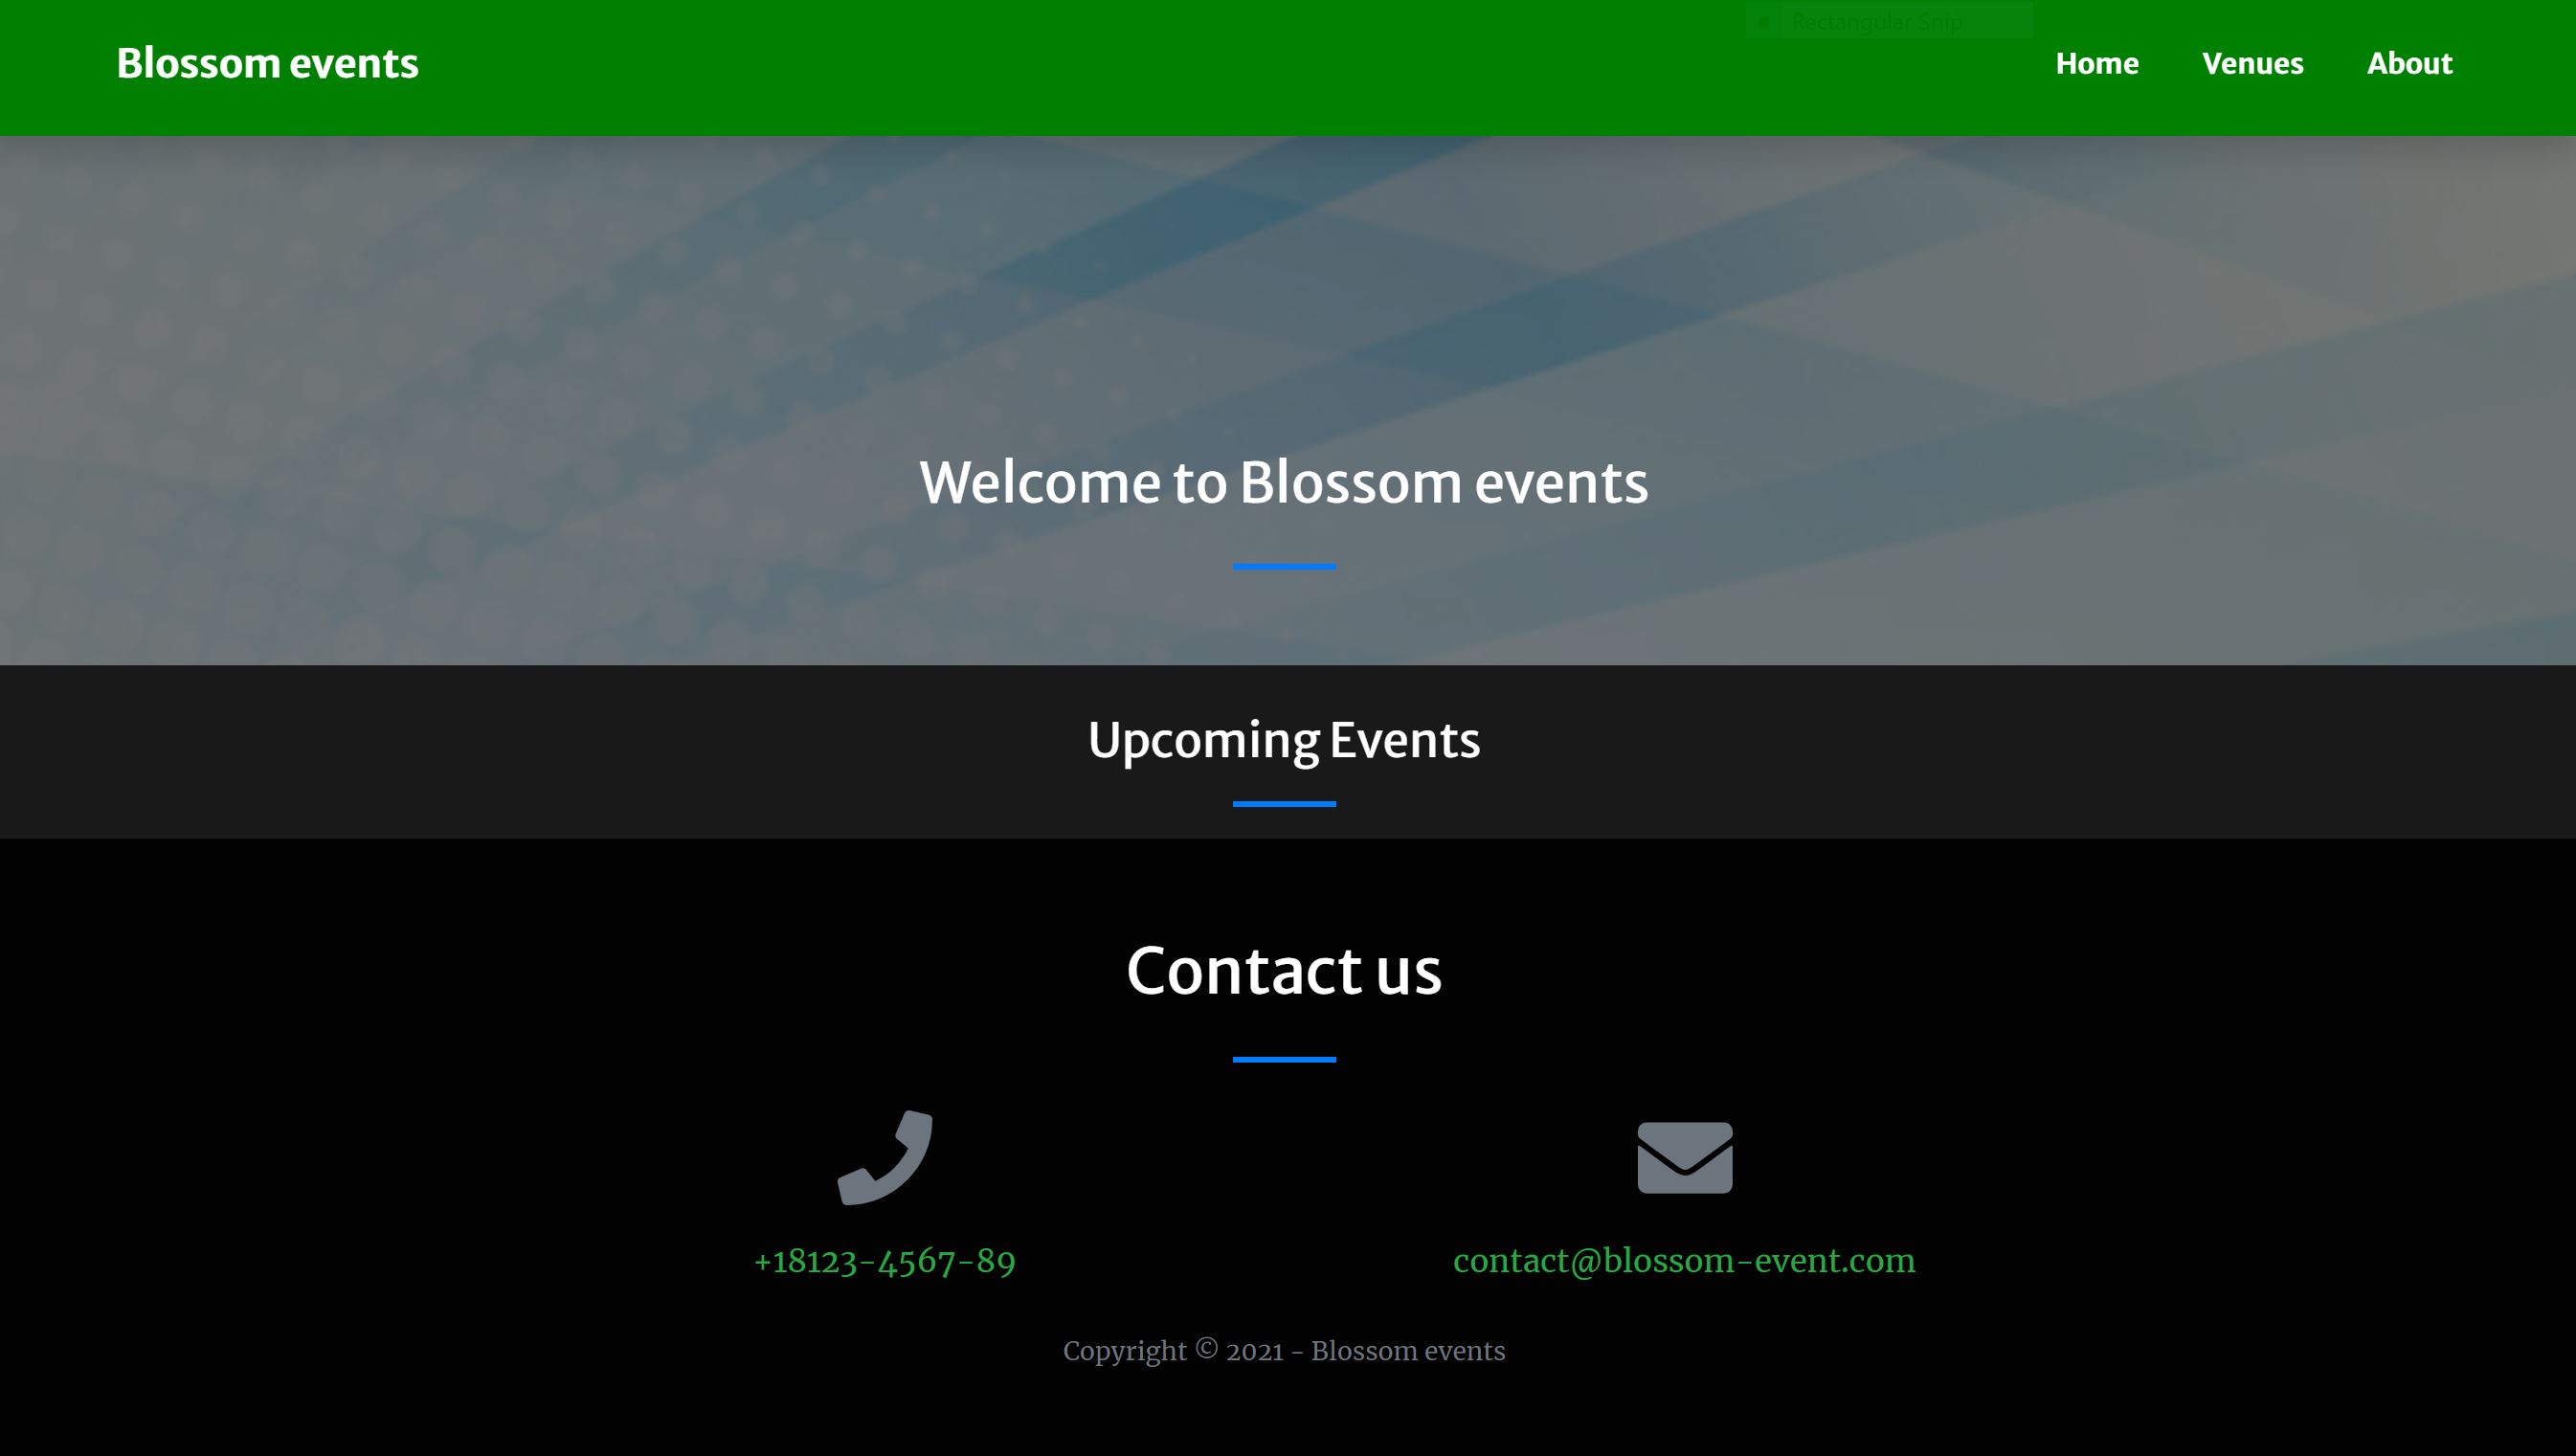 Rectangular Snip
Blossom events
Home Venues About
Welcome to Blossom events
Upcoming Events
Contact us
+18123-4567-89
contact@blossom-event.com
Copyright © 2021 - Blossom events